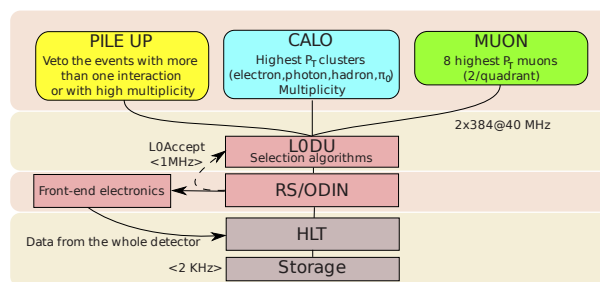 PILE UP
Veto the events with more
than one interaction
or with high multiplicity
CALO
Highest PT clusters
(electron,photon,hadron,π0)
Multiplicity
MUON
8 highest PT muons
(2/quadrant)
2x384@40 MHz
L0Accept
<1MHz>
L0DU
Selection algorithms
Front-end electronics
RS/ODIN
Data from the whole detector
HLT
<2 KHz>
Storage